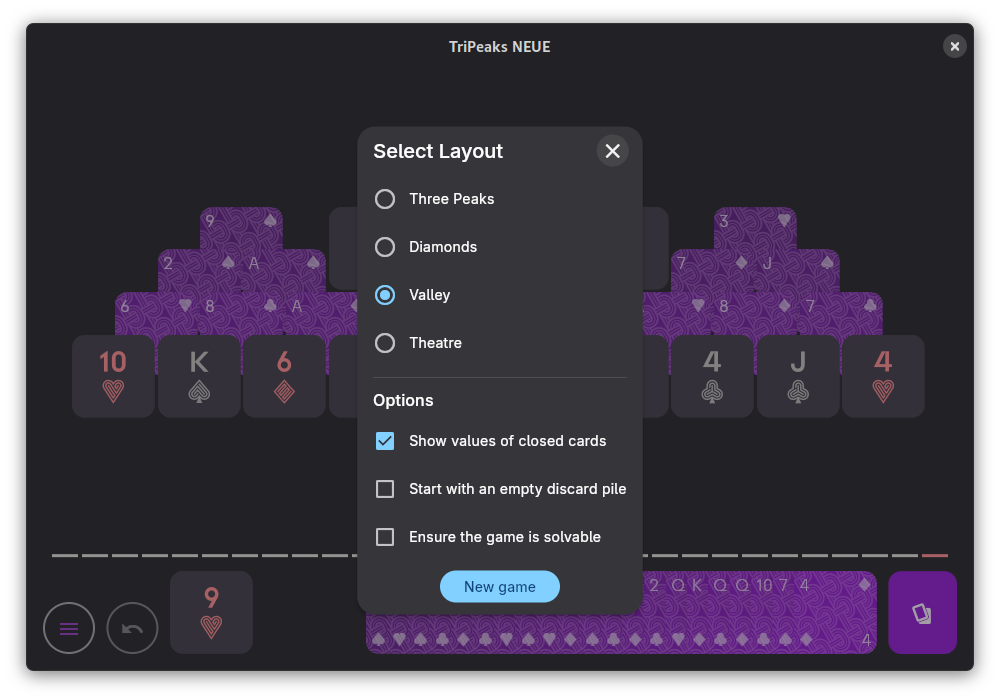 TriPeaks NEUE
Select Layout
Three Peaks
Diamonds
Valley
Theatre
Options
Show values of closed cards
Start with an empty discard pile
Ensure the game is solvable
New game
9
3
2 A
7 J
6 8 A
8 7
10 K 6
4 J 4
9
2 Q K Q Q 10 7 4
4